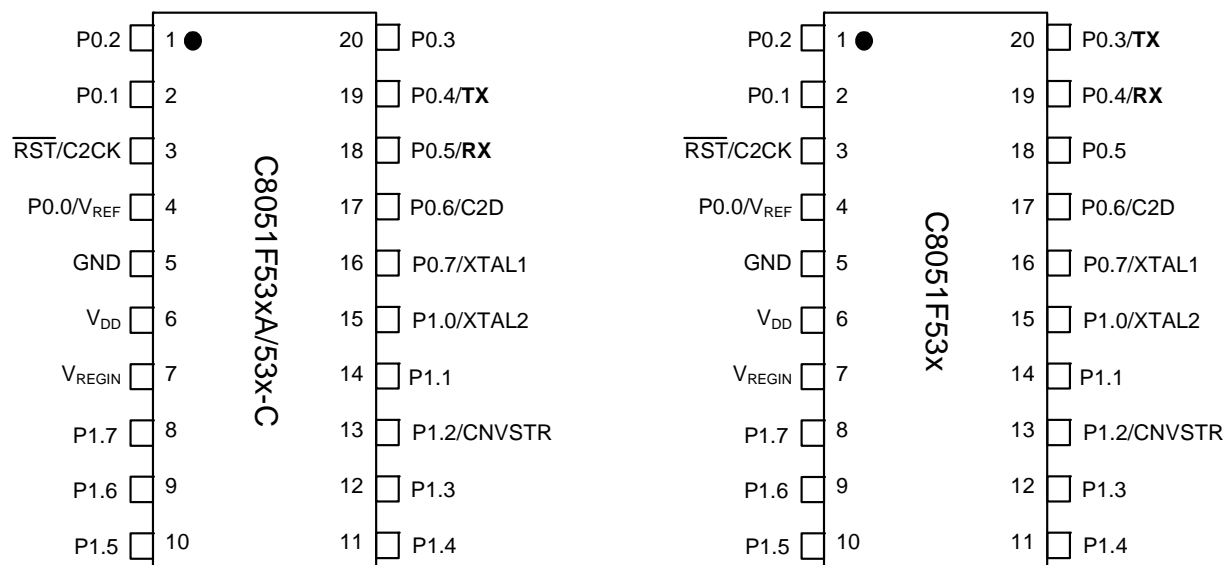 P0.2 1 20 P0.3
P0.1 2 19 P0.4/TX
RST/C2CK 3 18 P0.5/RX
P0.0/VREF 4 17 P0.6/C2D
GND 5 16 P0.7/XTAL1
VDD 6 15 P1.0/XTAL2
VREGIN 7 14 P1.1
P1.7 8 13 P1.2/CNVSTR
P1.6 9 12 P1.3
P1.5 10 11 P1.4
C8051F53xA/53x-C
P0.2 1 20 P0.3/TX
P0.1 2 19 P0.4/RX
RST/C2CK 3 18 P0.5
P0.0/VREF 4 17 P0.6/C2D
GND 5 16 P0.7/XTAL1
VDD 6 15 P1.0/XTAL2
VREGIN 7 14 P1.1
P1.7 8 13 P1.2/CNVSTR
P1.6 9 12 P1.3
P1.5 10 11 P1.4
C8051F53x